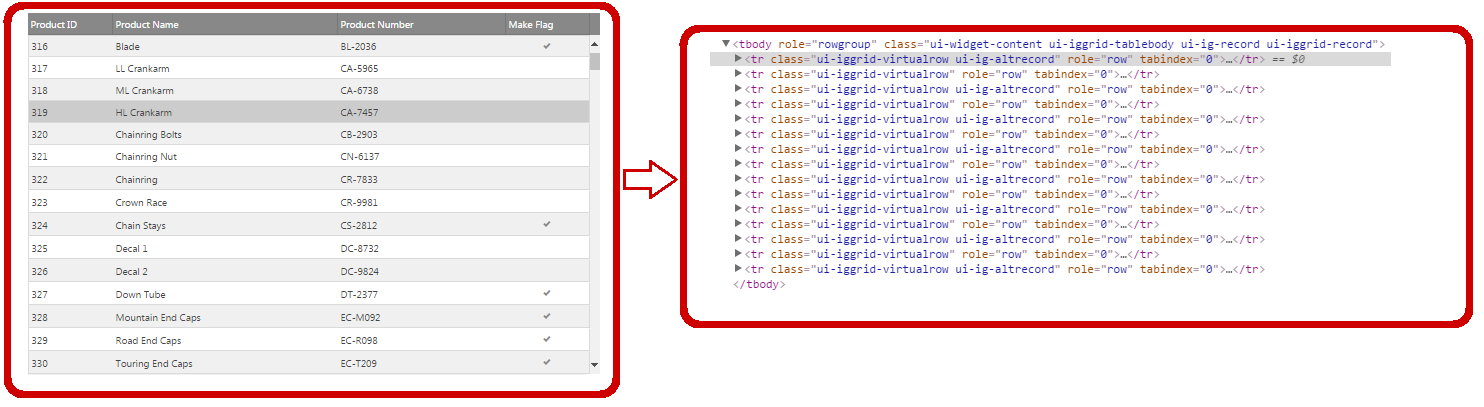 Product ID Product Name Product Number Make Flag
316 Blade BL-2036
317 LL Crankarm CA-5965
318 ML Crankarm CA-6738
319 HL Crankarm CA-7457
320 Chainring Bolts CB-2903
321 Chainring Nut CN-6137
322 Chainring CR-7833
323 Crown Race CR-9981
324 Chain Stays CS-2812
325 Decal 1 DC-8732
326 Decal 2 DC-9824
327 Down Tube DT-2377
328 Mountain End Caps EC-M092
329 Road End Caps EC-R098
330 Touring End Caps EC-T209
<tbody role="rowgroup" class="ui-widget-content ui-iggrid-tablebody ui-ig-record ui-iggrid-record">
<tr class="ui-iggrid-virtualrow ui-ig-altrecord" role="row" tabindex="0">…</tr> == $0
<tr class="ui-iggrid-virtualrow" role="row" tabindex="0">…</tr>
<tr class="ui-iggrid-virtualrow ui-ig-altrecord" role="row" tabindex="0">…</tr>
<tr class="ui-iggrid-virtualrow" role="row" tabindex="0">…</tr>
<tr class="ui-iggrid-virtualrow ui-ig-altrecord" role="row" tabindex="0">…</tr>
<tr class="ui-iggrid-virtualrow" role="row" tabindex="0">…</tr>
<tr class="ui-iggrid-virtualrow ui-ig-altrecord" role="row" tabindex="0">…</tr>
<tr class="ui-iggrid-virtualrow" role="row" tabindex="0">…</tr>
<tr class="ui-iggrid-virtualrow ui-ig-altrecord" role="row" tabindex="0">…</tr>
<tr class="ui-iggrid-virtualrow" role="row" tabindex="0">…</tr>
<tr class="ui-iggrid-virtualrow ui-ig-altrecord" role="row" tabindex="0">…</tr>
<tr class="ui-iggrid-virtualrow" role="row" tabindex="0">…</tr>
<tr class="ui-iggrid-virtualrow ui-ig-altrecord" role="row" tabindex="0">…</tr>
<tr class="ui-iggrid-virtualrow" role="row" tabindex="0">…</tr>
<tr class="ui-iggrid-virtualrow ui-ig-altrecord" role="row" tabindex="0">…</tr>
</tbody>